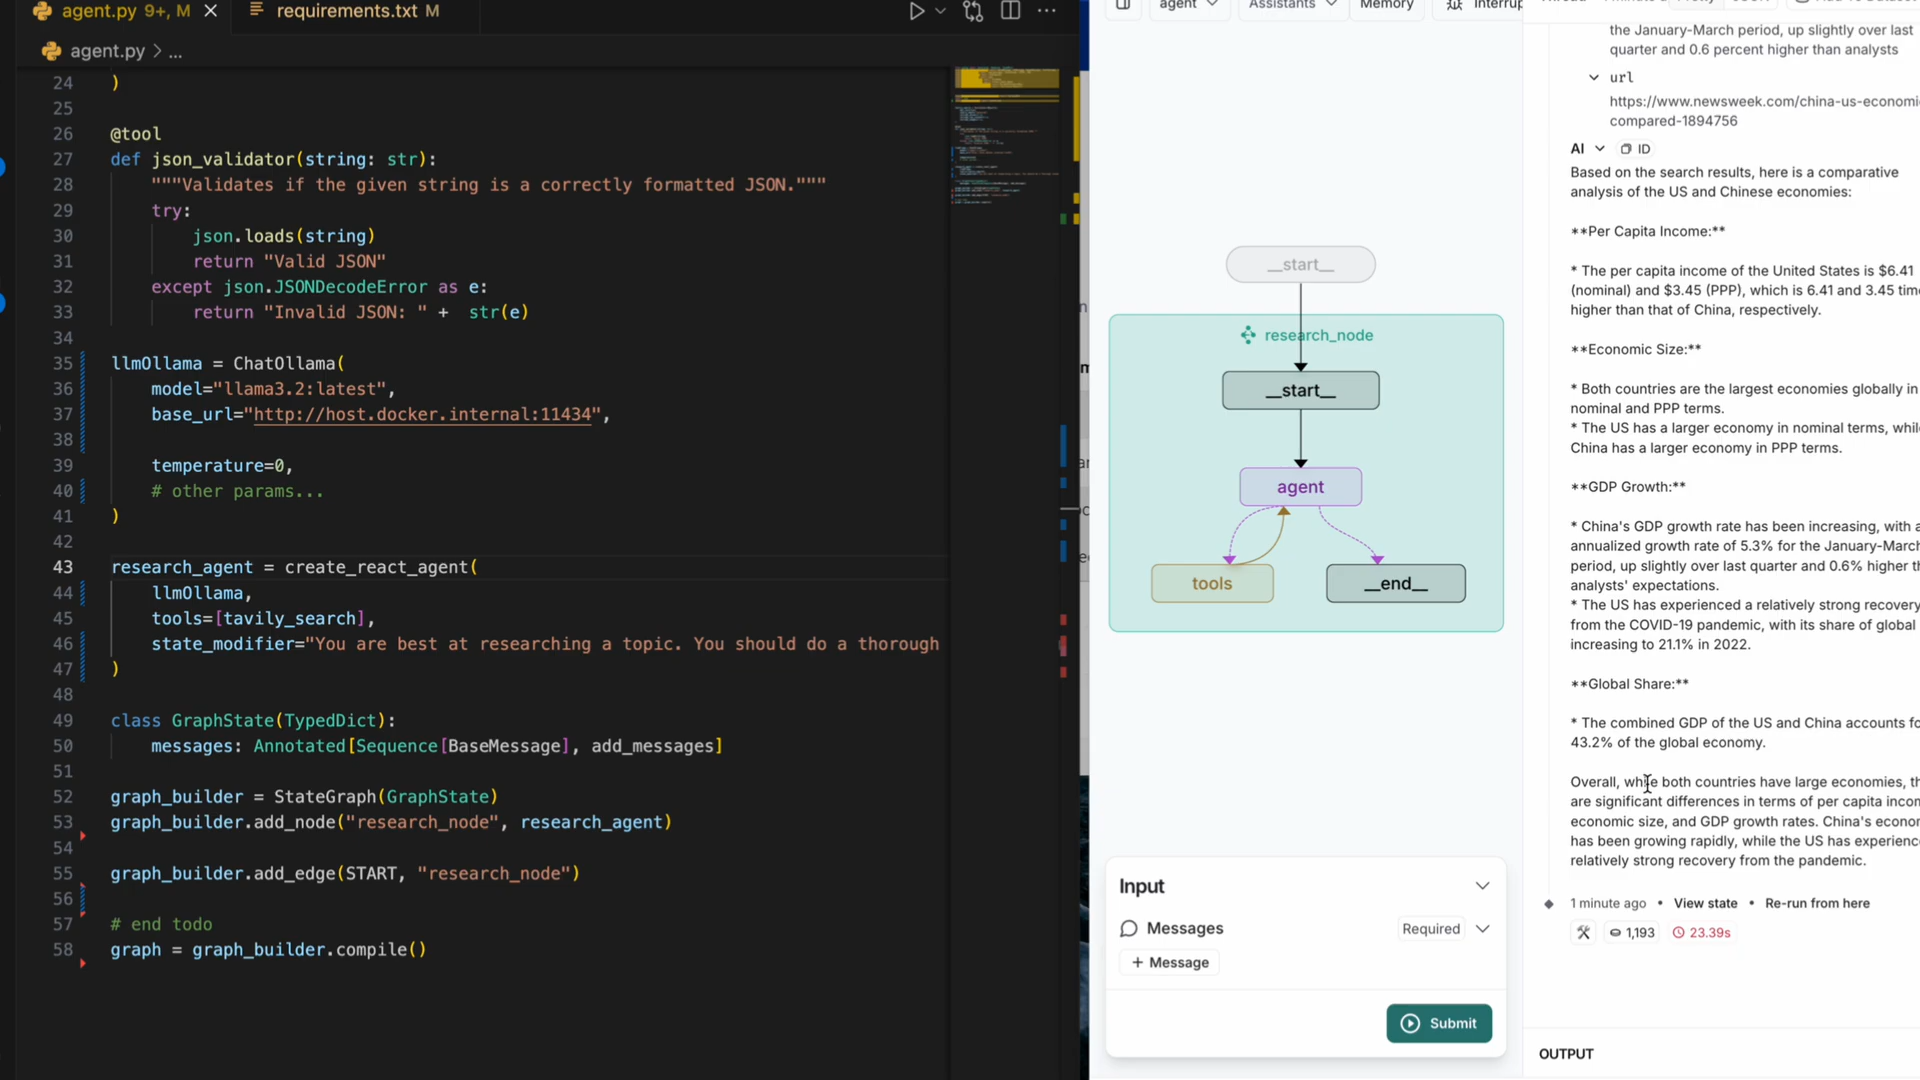 agent.py 9+, M
requirements.txt M
agent.py > ...
24 )
25
26 @tool
27 def json_validator(string: str):
28 """Validates if the given string is a correctly formatted JSON."""
29 try:
30 json.loads(string)
31 return "Valid JSON"
32 except json.JSONDecodeError as e:
33 return "Invalid JSON: " + str(e)
34
35 llmOllama = ChatOllama(
36 model="llama3.2:latest",
37 base_url="http://host.docker.internal:11434",
38
39 temperature=0,
40 # other params...
41 )
42
43 research_agent = create_react_agent(
44 llmOllama,
45 tools=[tavily_search],
46 state_modifier="You are best at researching a topic. You should do a thorough
47 )
48
49 class GraphState(TypedDict):
50 messages: Annotated[Sequence[BaseMessage], add_messages]
51
52 graph_builder = StateGraph(GraphState)
53 graph_builder.add_node("research_node", research_agent)
54
55 graph_builder.add_edge(START, "research_node")
56
57 # end todo
58 graph = graph_builder.compile()
agent
Assistants
Memory
Interrup
__start__
research_node
__start__
agent
tools
__end__
Input
Messages
Required
+ Message
Submit
the January-March period, up slightly over last
quarter and 0.6 percent higher than analysts
url
https://www.newsweek.com/china-us-economi
compared-1894756
AI
ID
Based on the search results, here is a comparative
analysis of the US and Chinese economies:
**Per Capita Income:**
* The per capita income of the United States is $6.41
(nominal) and $3.45 (PPP), which is 6.41 and 3.45 tim
higher than that of China, respectively.
**Economic Size:**
* Both countries are the largest economies globally in
nominal and PPP terms.
* The US has a larger economy in nominal terms, whil
China has a larger economy in PPP terms.
**GDP Growth:**
* China's GDP growth rate has been increasing, with a
annualized growth rate of 5.3% for the January-March
period, up slightly over last quarter and 0.6% higher t
analysts' expectations.
* The US has experienced a relatively strong recovery
from the COVID-19 pandemic, with its share of global
increasing to 21.1% in 2022.
**Global Share:**
* The combined GDP of the US and China accounts fo
43.2% of the global economy.
Overall, while both countries have large economies, th
are significant differences in terms of per capita incom
economic size, and GDP growth rates. China's econo
has been growing rapidly, while the US has experienc
relatively strong recovery from the pandemic.
1 minute ago • View state • Re-run from here
1,193
23.39s
OUTPUT